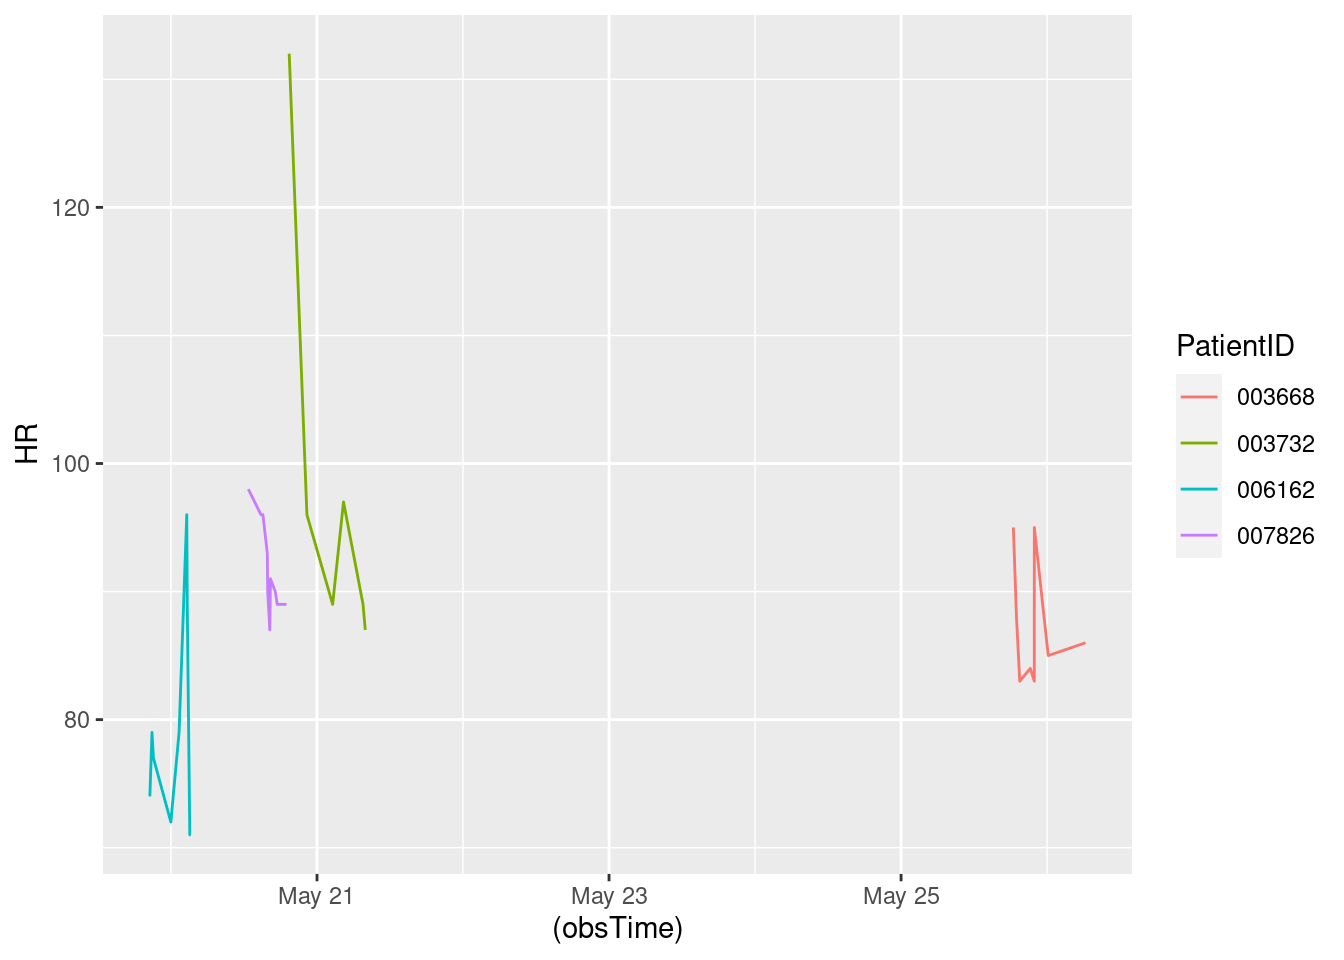 HR
120
100
80
May 21
May 23
May 25
(obsTime)
PatientID
003668
003732
006162
007826